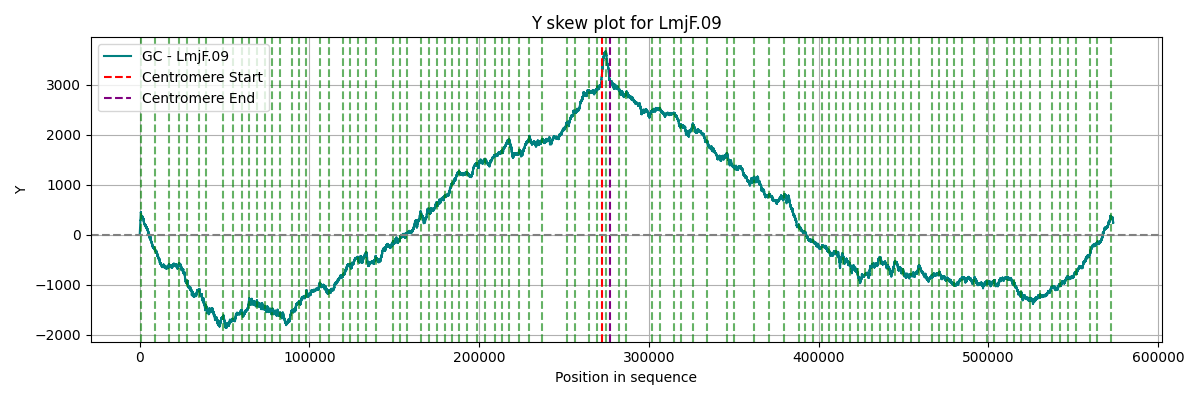 Y skew plot for LmjF.09
GC - LmjF.09
Centromere Start
Centromere End
3000
2000
1000
0
−1000
−2000
Y
0
100000
200000
300000
400000
500000
600000
Position in sequence